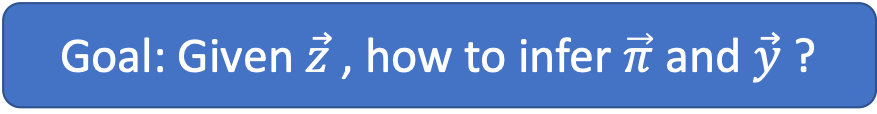 Goal: Given z⃗ , how to infer π⃗ and y⃗ ?